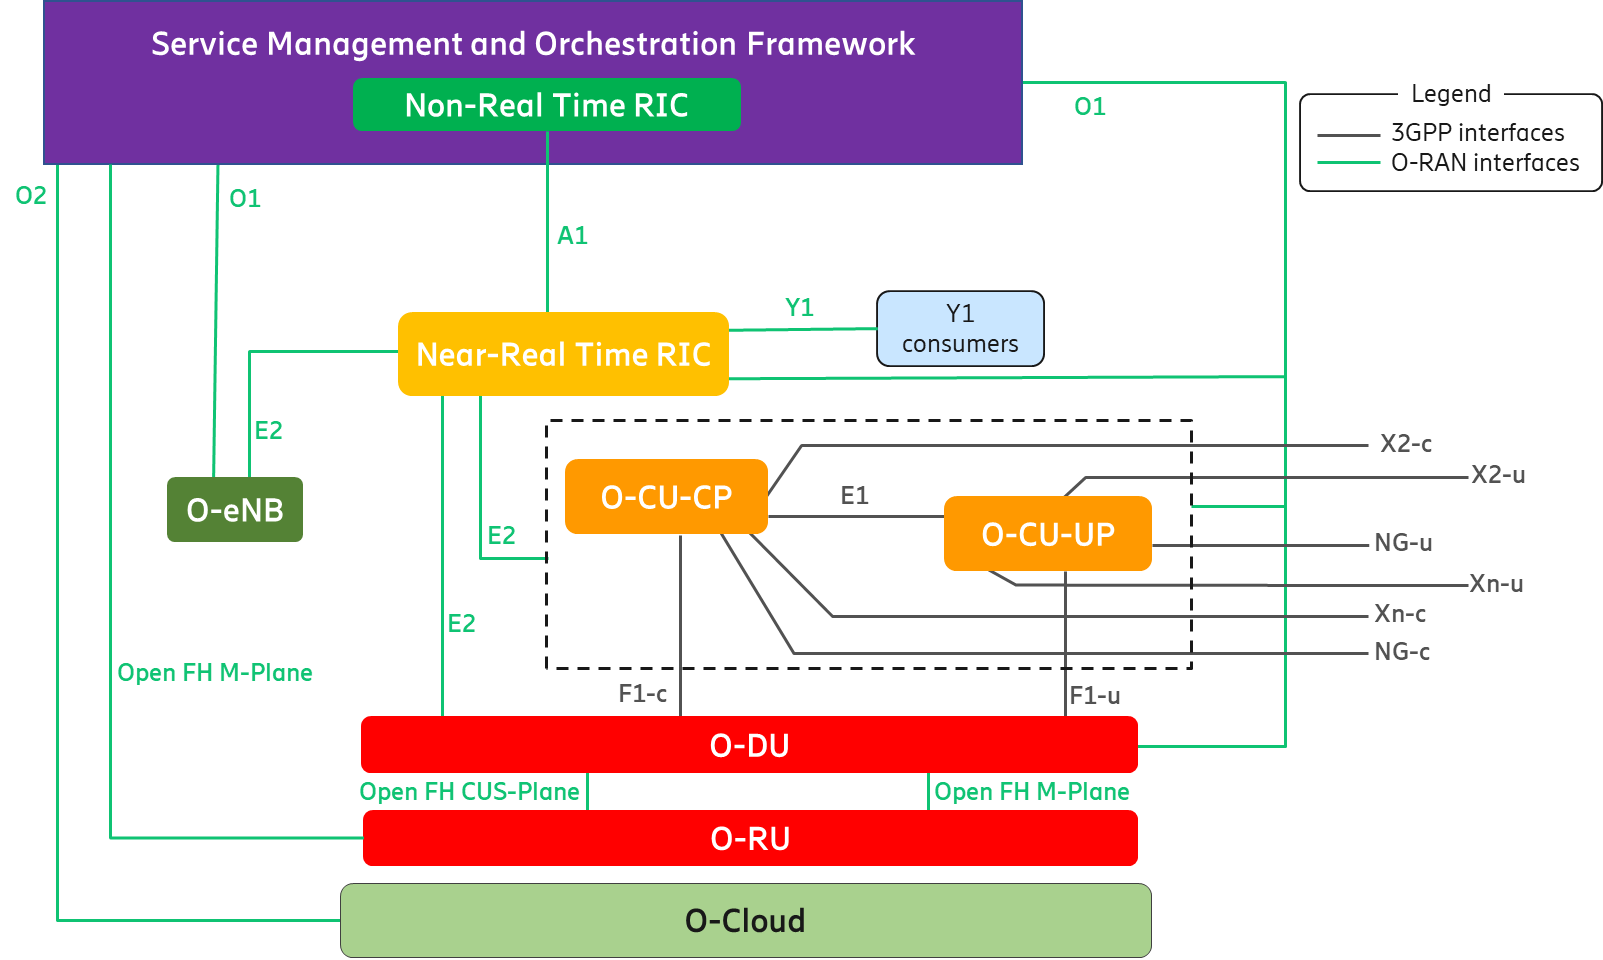 Service Management and Orchestration Framework
Non-Real Time RIC
O1
Legend
3GPP interfaces
O-RAN interfaces
O2
O1
A1
Y1
Y1
consumers
Near-Real Time RIC
E2
X2-c
X2-u
O-CU-CP
E1
O-eNB
O-CU-UP
E2
NG-u
Xn-u
Xn-c
E2
NG-c
Open FH M-Plane
F1-c
F1-u
O-DU
Open FH CUS-Plane
Open FH M-Plane
O-RU
O-Cloud